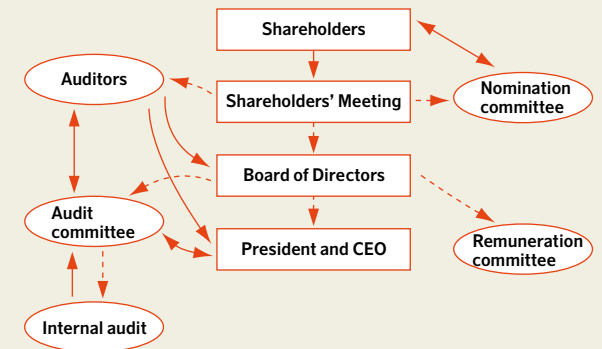 Shareholders
Auditors
Shareholders' Meeting
Nomination
committee
Board of Directors
Audit
committee
President and CEO
Remuneration
committee
Internal audit